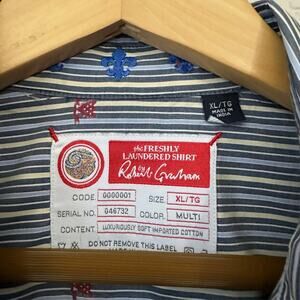 XL/TG
MADE IN
INDIA
the FRESHLY
LAUNDERED SHIRT
by
Robert Graham
CODE 0000001 SIZE XL/TG
SERIAL NO. 046732 COLOR MULTI
CONTENT LUXURIOUSLY SOFT IMPORTED COTTON
DO NOT REMOVE THIS LABEL